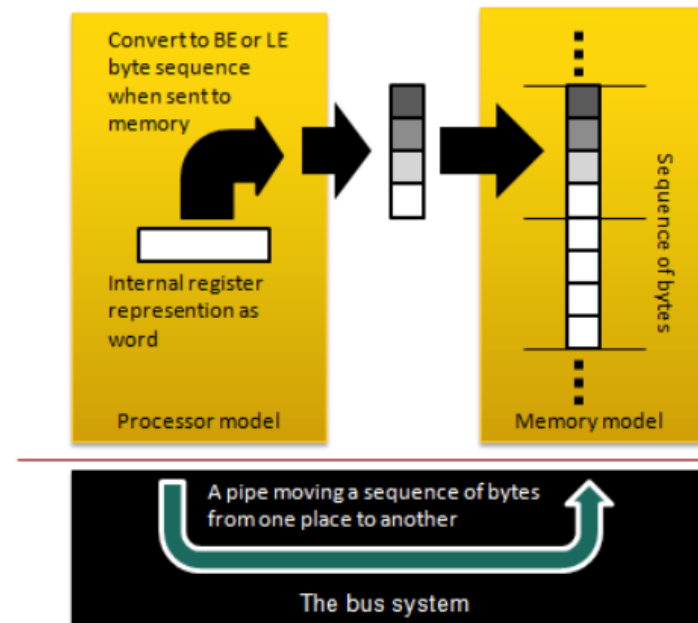 Convert to BE or LE
byte sequence
when sent to
memory
Internal register
represention as
word
Processor model
Sequence of bytes
Memory model
A pipe moving a sequence of bytes
from one place to another
The bus system